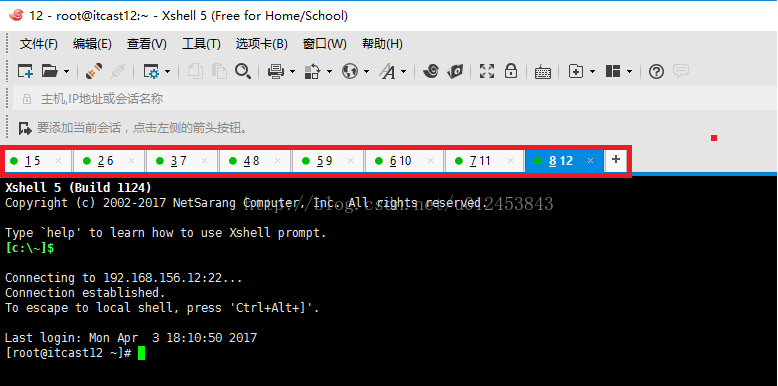 12 - root@itcast12:~ - Xshell 5 (Free for Home/School)
文件(F) 编辑(E) 查看(V) 工具(T) 选项卡(B) 窗口(W) 帮助(H)
主机,IP地址或会话名称
要添加当前会话，点击左侧的箭头按钮。
1 5 × 2 6 × 3 7 × 4 8 × 5 9 × 6 10 × 7 11 × 8 12 × +
Xshell 5 (Build 1124)
Copyright (c) 2002-2017 NetSarang Computer, Inc. All rights reserved.
http://blog.csdn.net/u012453843
Type `help' to learn how to use Xshell prompt.
[c:\~]$
Connecting to 192.168.156.12:22...
Connection established.
To escape to local shell, press 'Ctrl+Alt+]'.
Last login: Mon Apr  3 18:10:50 2017
[root@itcast12 ~]#